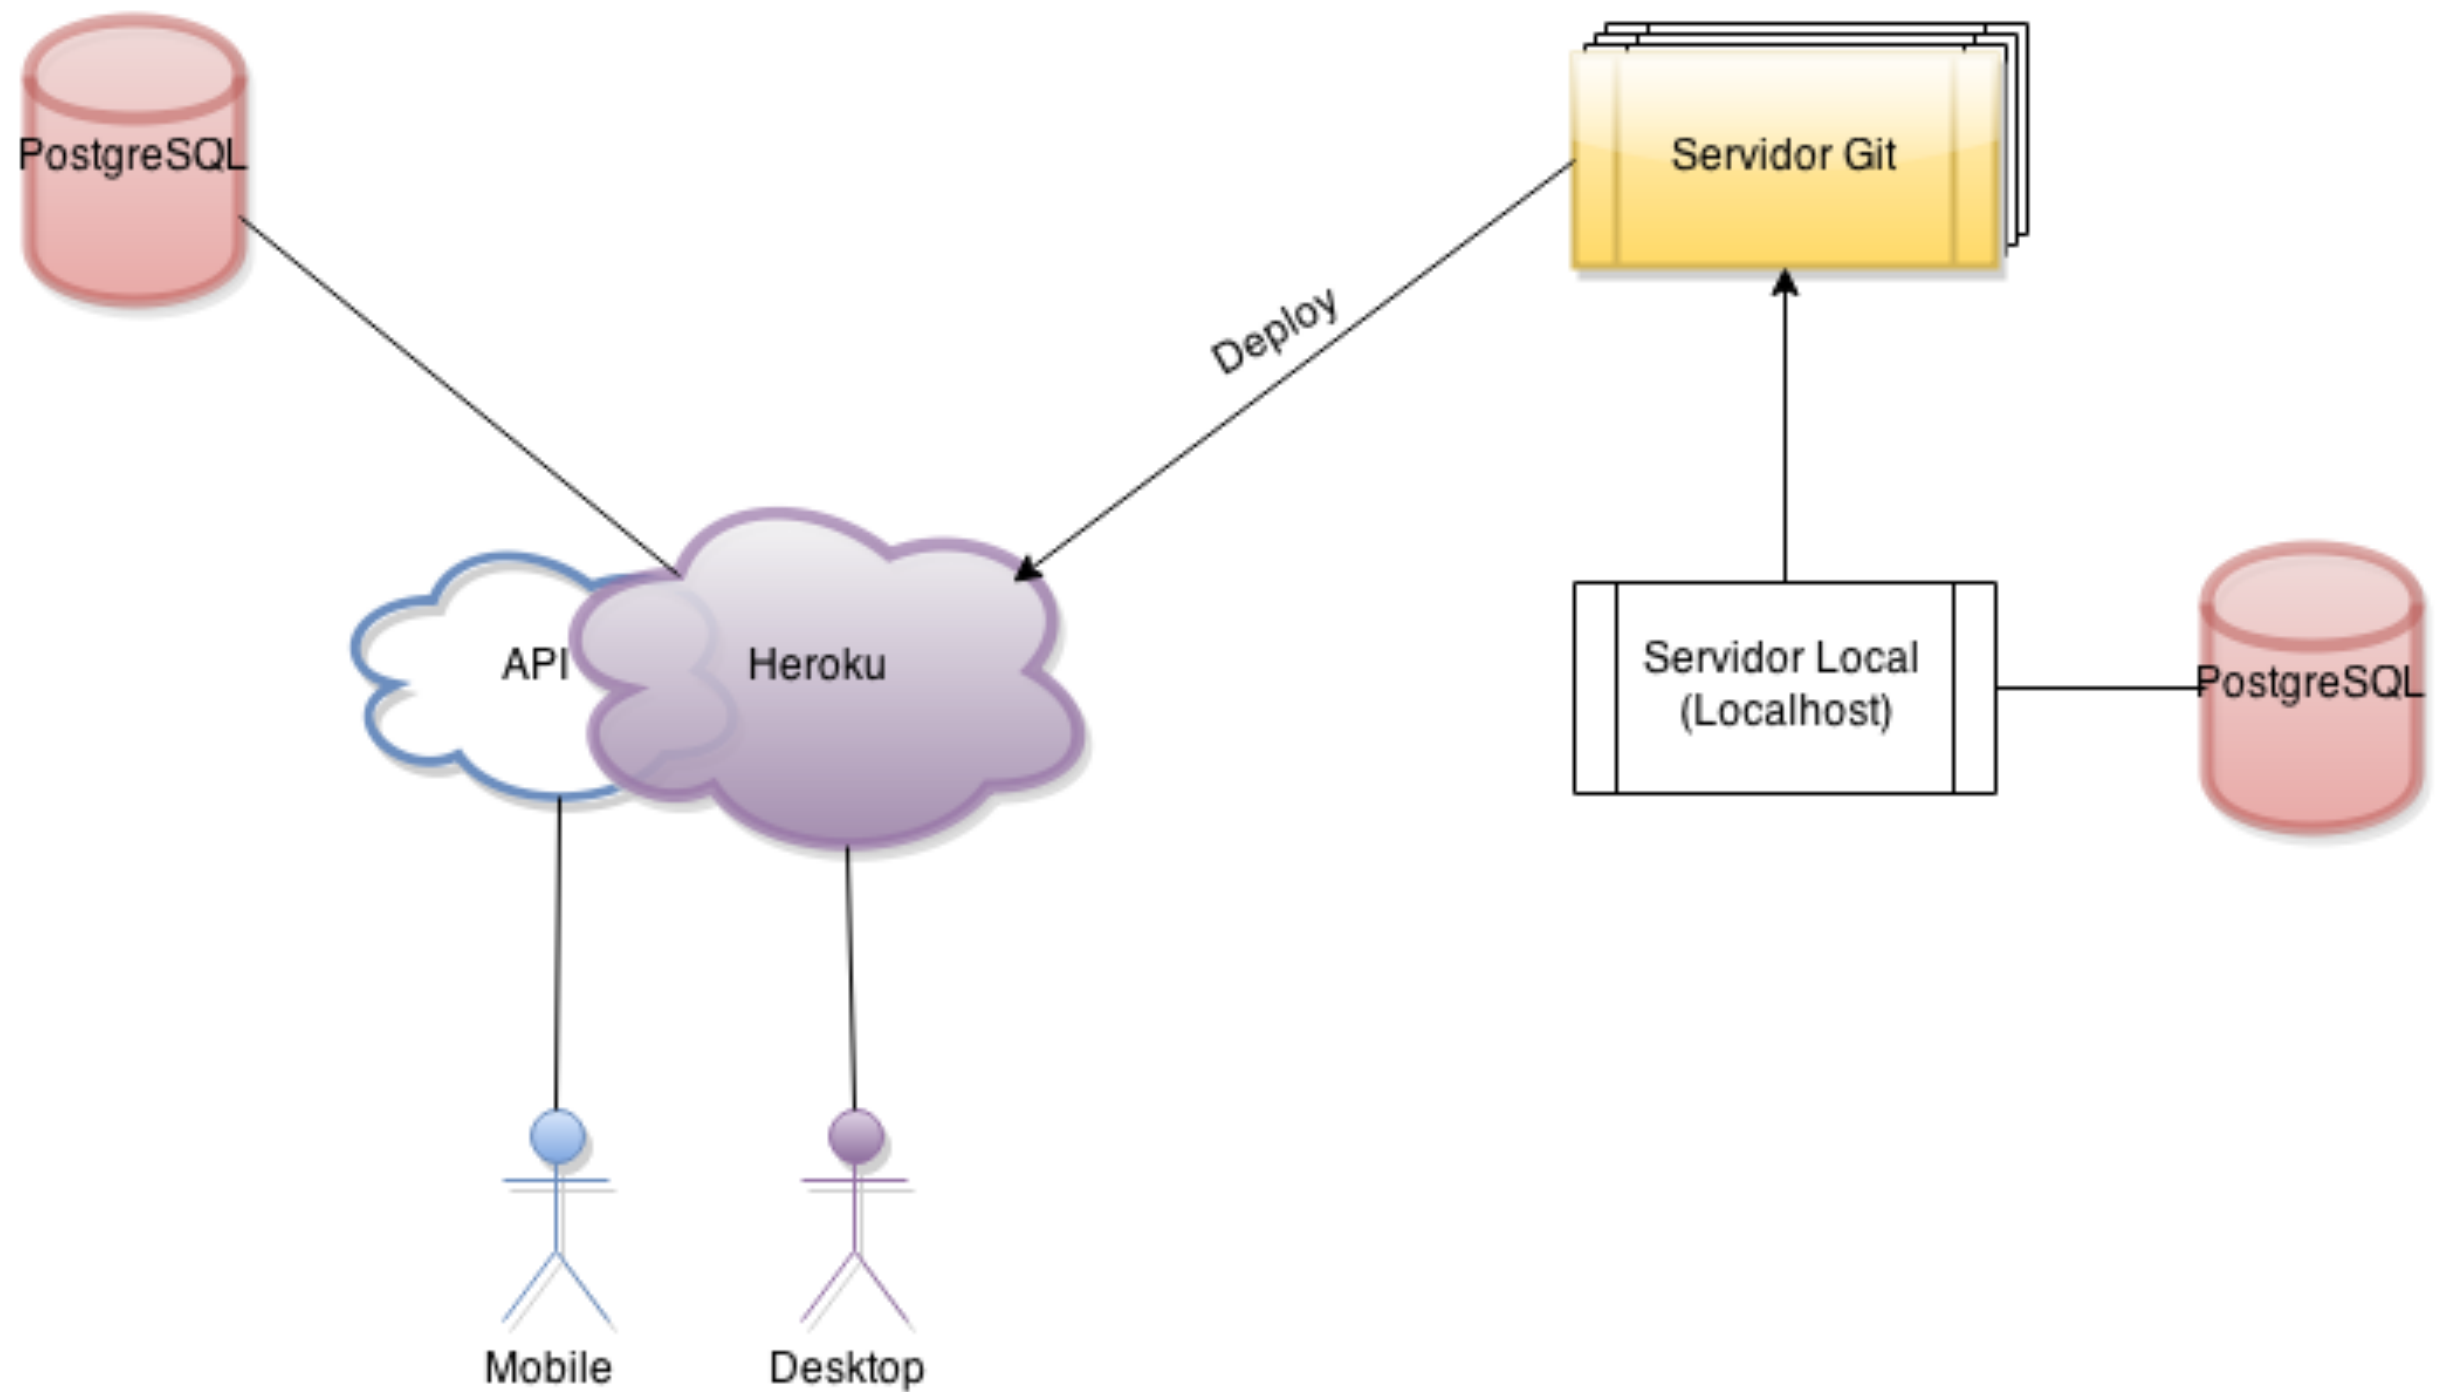 PostgreSQL
Servidor Git
Deploy
API
Heroku
Servidor Local
(Localhost)
PostgreSQL
Mobile
Desktop